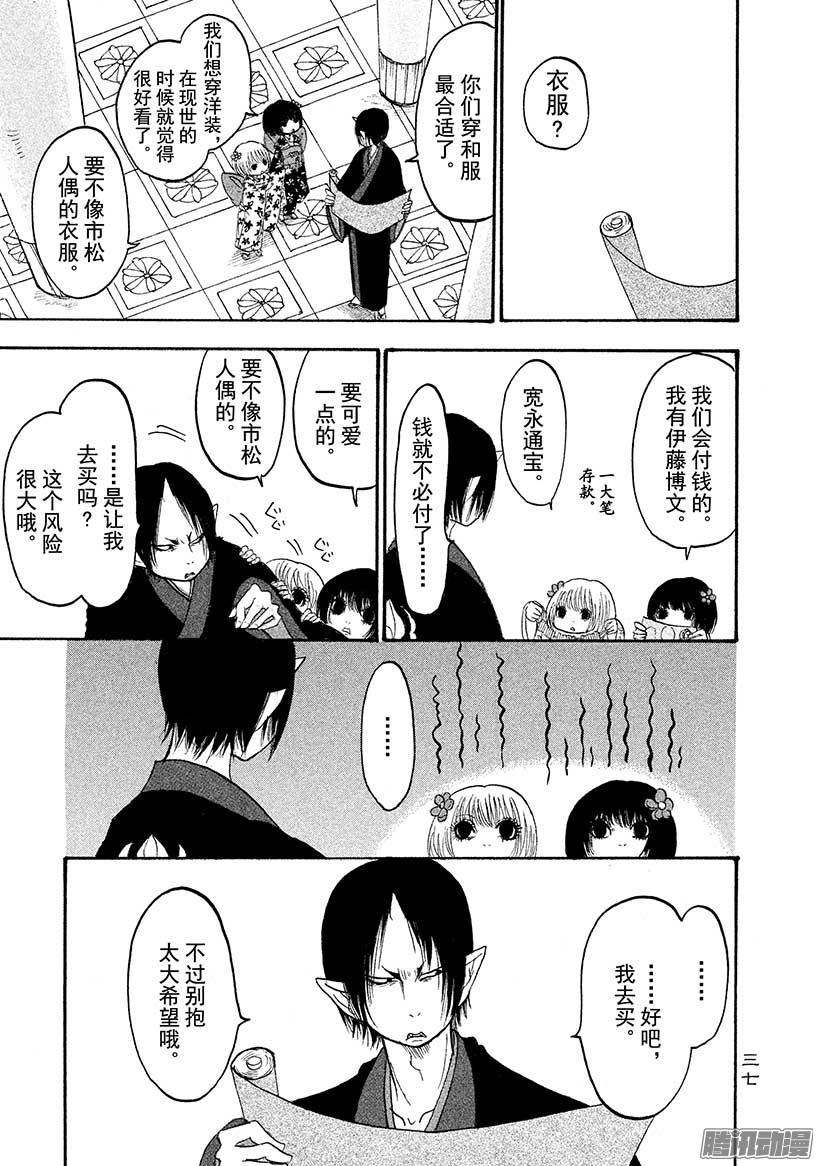 衣服？
你们穿和服
最合适了。
我们想穿洋装，
在现世的
时候就觉得
很好看了。
要不像市松
人偶的衣服。
我们会付钱的。
我有伊藤博文。
宽永通宝。
一大笔
存款。
钱就不必付了……
要可爱
一点的。
要不像市松
人偶的。
……是让我
去买吗？
这个风险
很大哦。
……
……
……好吧，
我去买。
不过别抱
太大希望哦。
三七
腾讯动漫